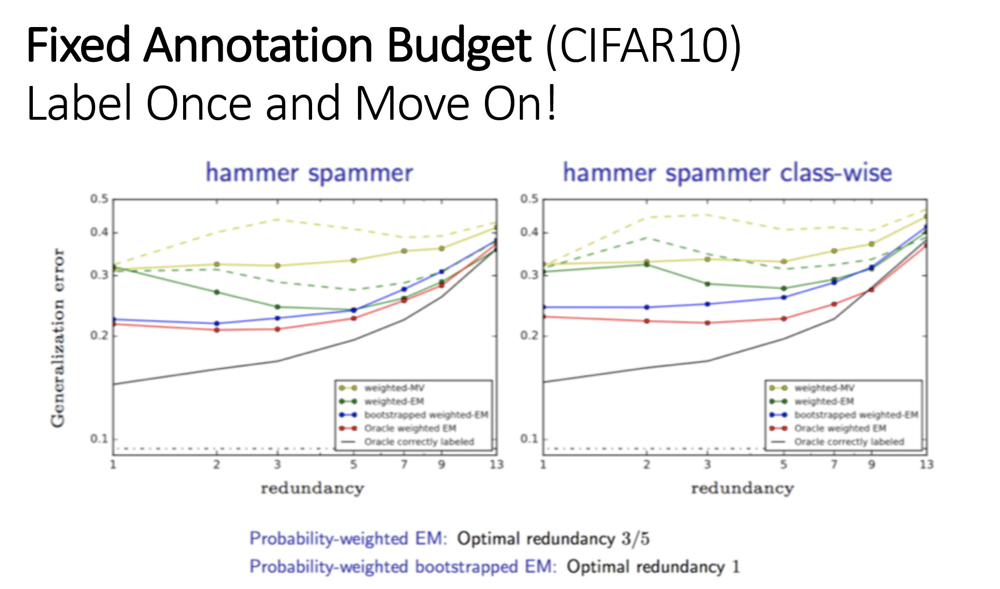 Fixed Annotation Budget (CIFAR10)
Label Once and Move On!
hammer spammer
hammer spammer class-wise
Generalization error
0.5
0.4
0.3
0.2
0.1
weighted-MV
weighted-EM
bootstrapped weighted-EM
Oracle weighted EM
Oracle correctly labeled
1 2 3 5 7 9 13
redundancy
0.5
0.4
0.3
0.2
0.1
weighted-MV
weighted-EM
bootstrapped weighted-EM
Oracle weighted EM
Oracle correctly labeled
1 2 3 5 7 9 13
redundancy
Probability-weighted EM: Optimal redundancy 3/5
Probability-weighted bootstrapped EM: Optimal redundancy 1